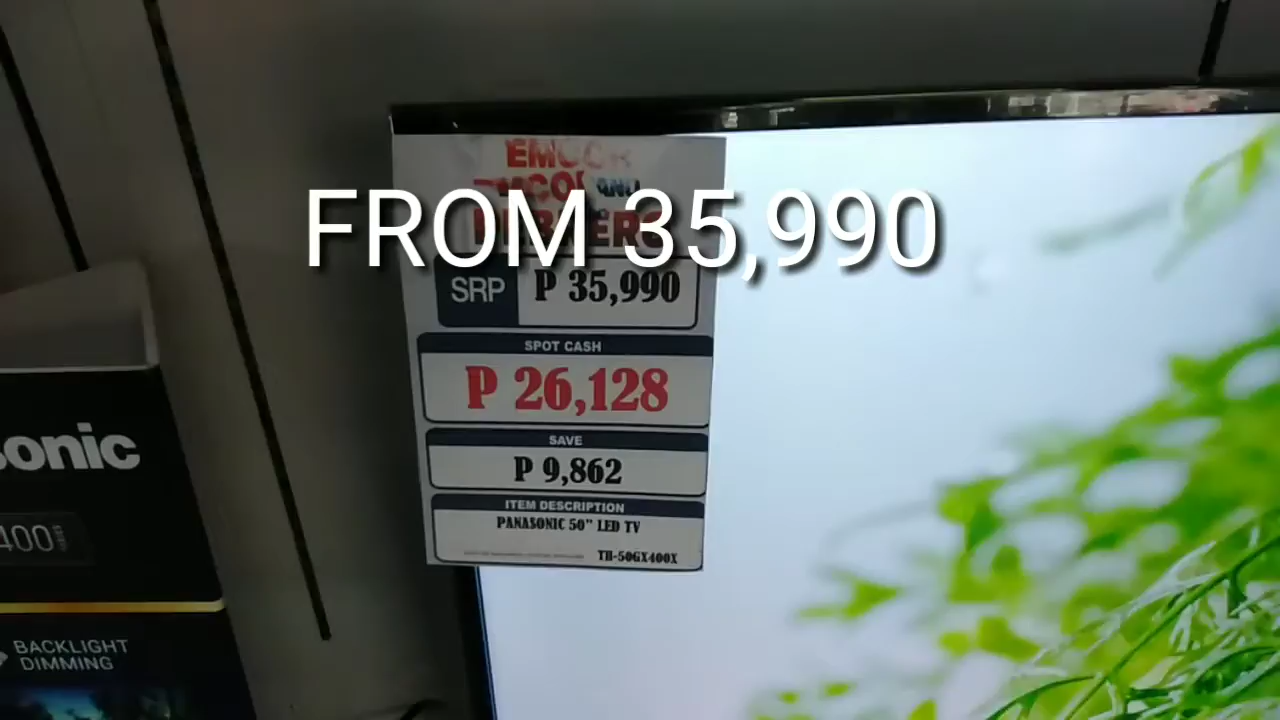 FROM 35,990
SRP
P 35,990
SPOT CASH
P 26,128
SAVE
P 9,862
ITEM DESCRIPTION
PANASONIC 50" LED TV
TH-50GX400X
sonic
400
BACKLIGHT
DIMMING